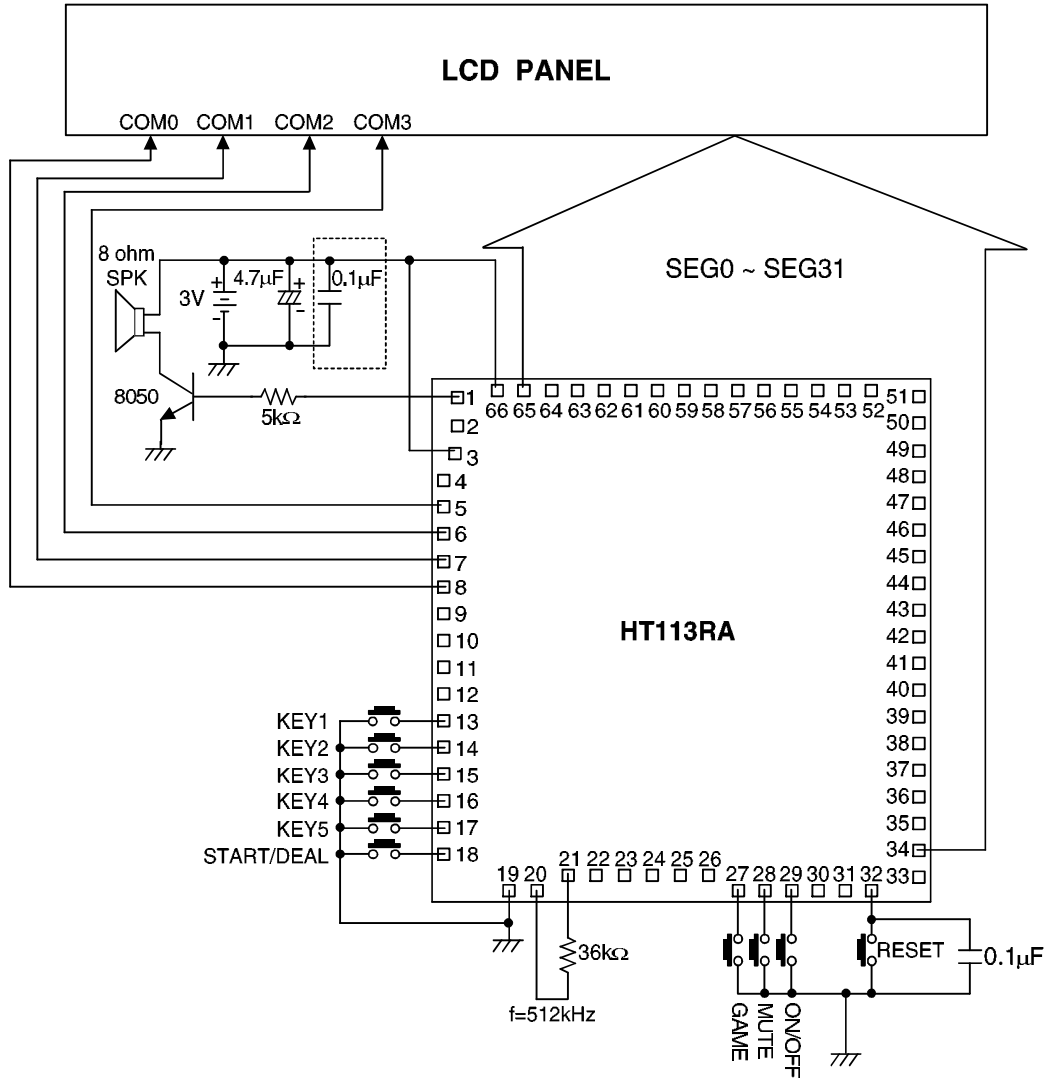 LCD PANEL
COM0 COM1 COM2 COM3
8 ohm
SPK
3V
+
-
4.7µF
+
-
0.1µF
SEG0 ~ SEG31
8050
5kΩ
1
2
3
4
5
6
7
8
9
10
11
12
13
14
15
16
17
18
66 65 64 63 62 61 60 59 58 57 56 55 54 53 52
51
50
49
48
47
46
45
44
43
42
41
40
39
38
37
36
35
34
33
HT113RA
KEY1
KEY2
KEY3
KEY4
KEY5
START/DEAL
19 20 21 22 23 24 25 26 27 28 29 30 31 32
36kΩ
f=512kHz
RESET
0.1µF
GAME
MUTE
ON/OFF